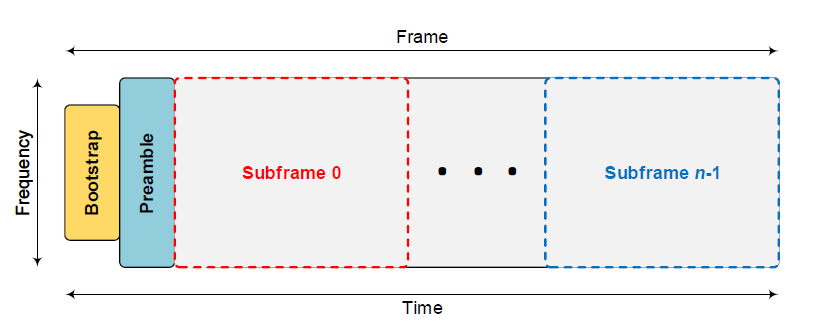 Frame
Frequency
Bootstrap
Preamble
Subframe 0
• • •
Subframe n-1
Time